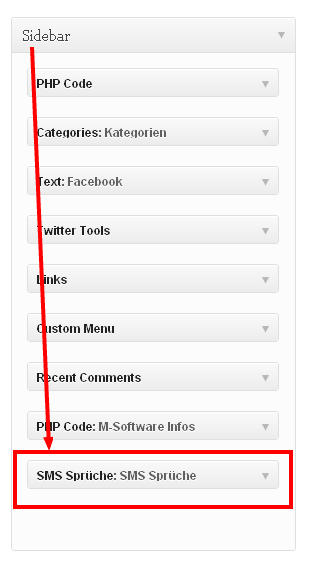 Sidebar
PHP Code
Categories: Kategorien
Text: Facebook
Twitter Tools
Links
Custom Menu
Recent Comments
PHP Code: M-Software Infos
SMS Sprüche: SMS Sprüche